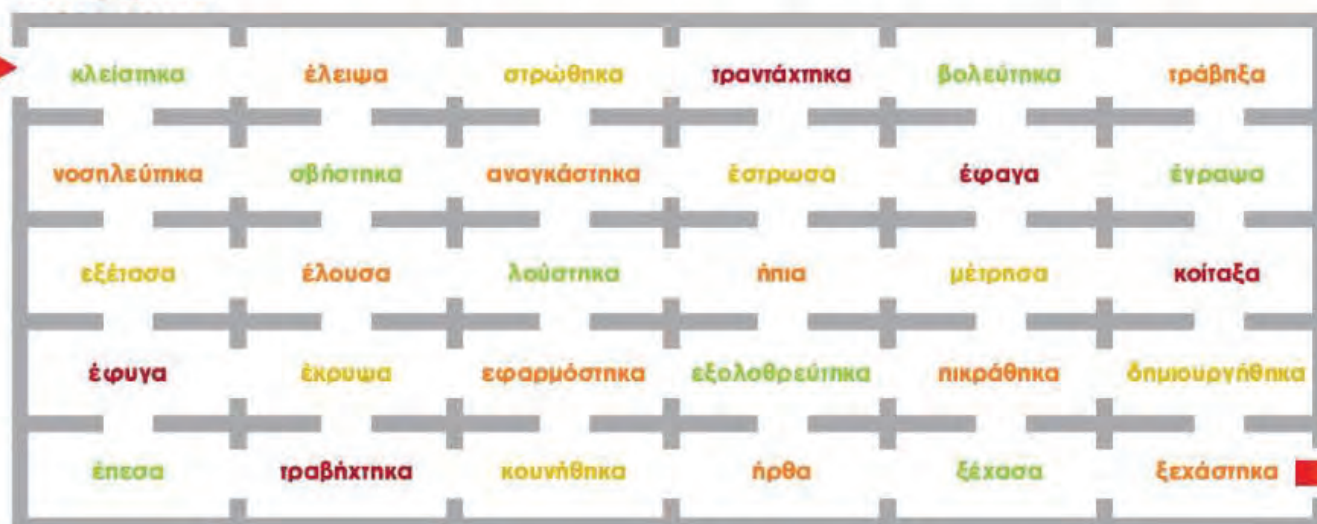 κλείστηκα έλειψα στρώθηκα τραντάχτηκα βολεύτηκα τράβηξα
νοσηλεύτηκα σβήστηκα αναγκάστηκα έστρωσα έφαγα έγραψα
εξέτασα έλουσα λούστηκα ήπια μέτρησα κοίταξα
έφυγα έκρυψα εφαρμόστηκα εξολοθρεύτηκα πικράθηκα δημιουργήθηκα
έπεσα τραβήχτηκα κουνήθηκα ήρθα ξέχασα ξεχάστηκα